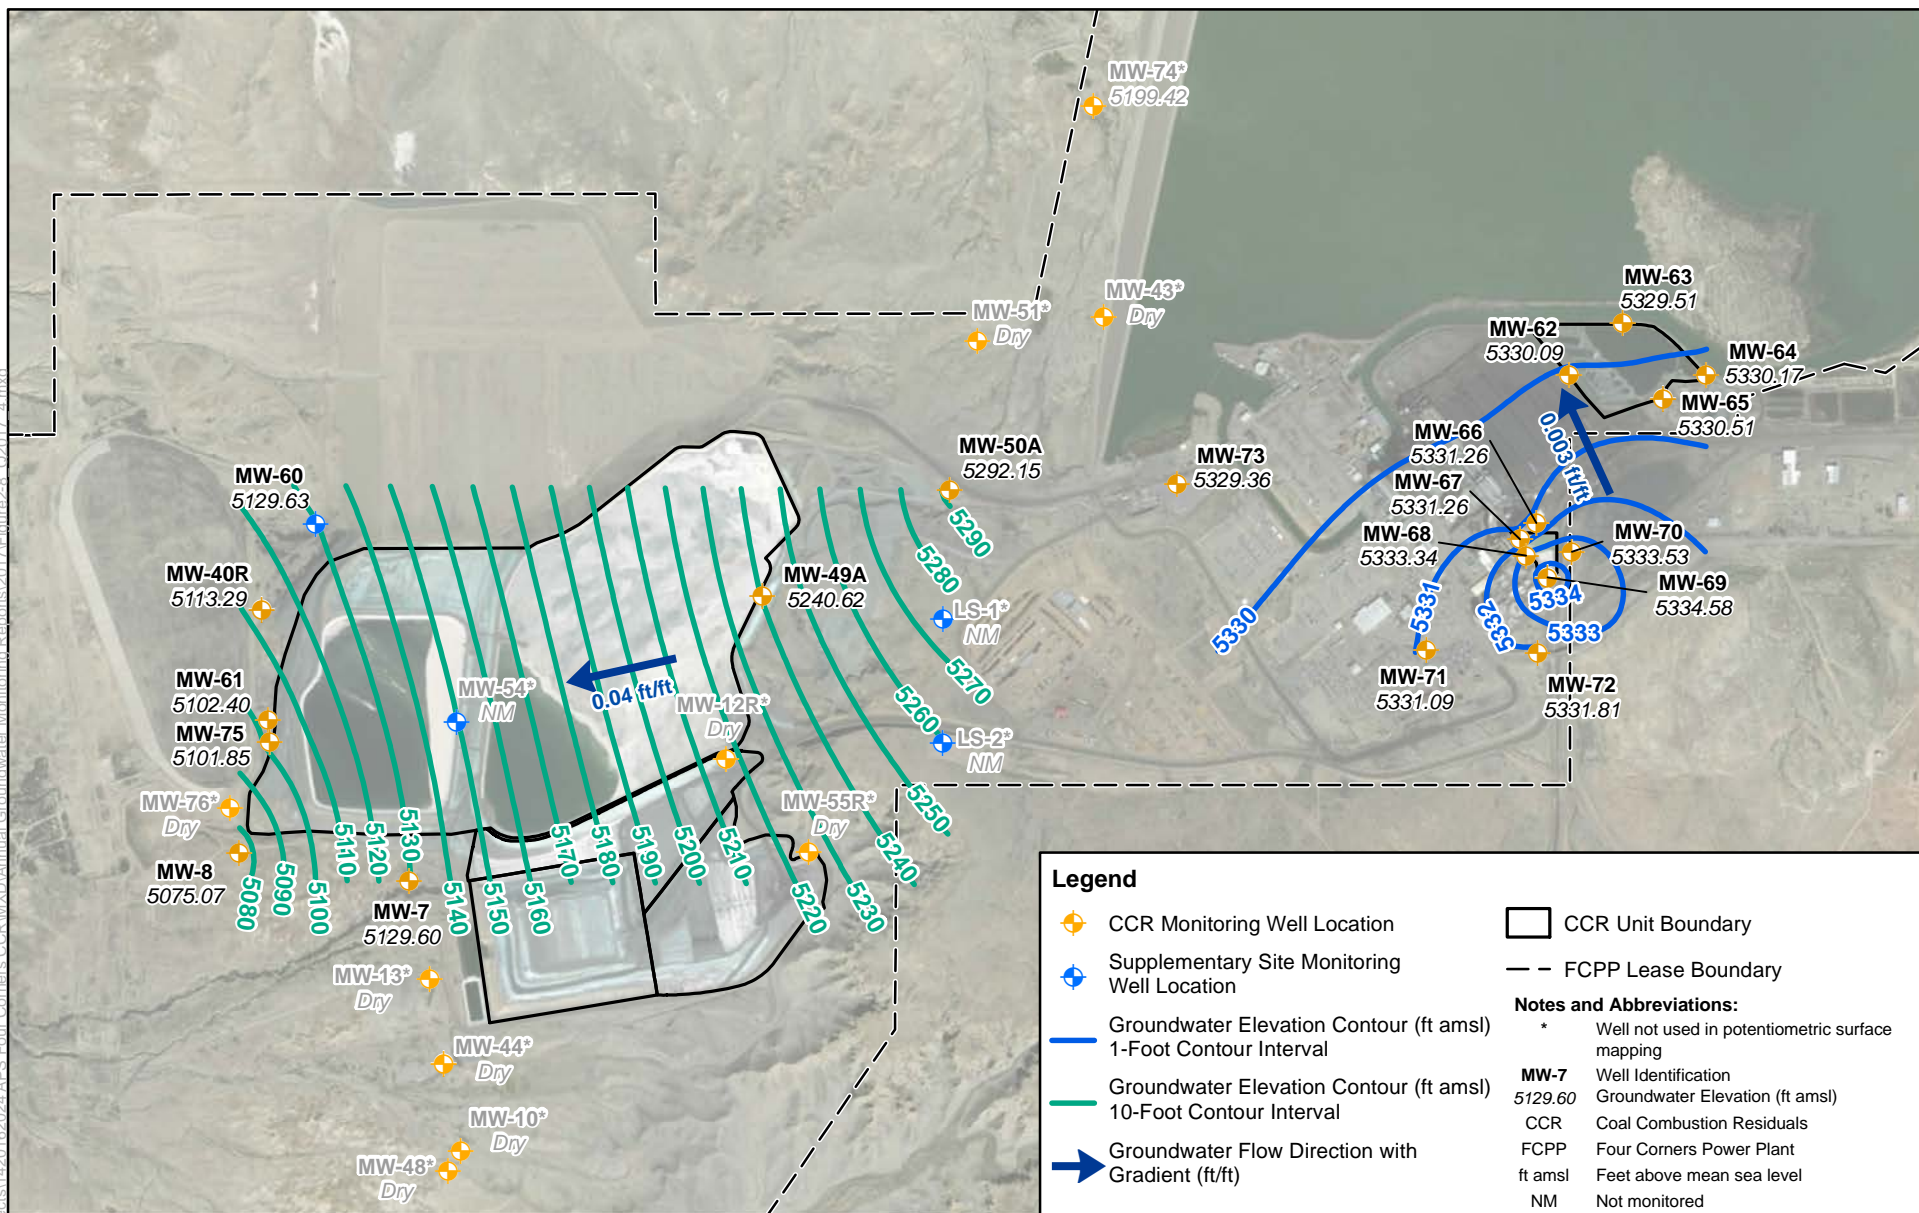 MW-74*
5199.42
MW-43*
Dry
MW-51*
Dry
MW-63
5329.51
MW-62
5330.09
MW-64
5330.17
MW-65
5330.51
MW-66
5331.26
MW-67
5331.26
MW-68
5333.34
MW-70
5333.53
MW-69
5334.58
MW-71
5331.09
MW-72
5331.81
MW-73
5329.36
MW-50A
5292.15
MW-60
5129.63
MW-40R
5113.29
MW-49A
5240.62
LS-1*
NM
LS-2*
NM
MW-61
5102.40
MW-75
5101.85
MW-54*
NM
MW-12R*
Dry
MW-76*
Dry
MW-55R*
Dry
MW-8
5075.07
MW-7
5129.60
MW-13*
Dry
MW-44*
Dry
MW-10*
Dry
MW-48*
Dry
0.04 ft/ft
0.003 ft/ft
5330
5331
5332
5333
5334
5290
5280
5270
5260
5250
5240
5230
5220
5210
5200
5190
5180
5170
5160
5150
5140
5130
5120
5110
5100
5090
5080
Legend
CCR Monitoring Well Location
Supplementary Site Monitoring
Well Location
Groundwater Elevation Contour (ft amsl)
1-Foot Contour Interval
Groundwater Elevation Contour (ft amsl)
10-Foot Contour Interval
Groundwater Flow Direction with
Gradient (ft/ft)
CCR Unit Boundary
FCPP Lease Boundary
Notes and Abbreviations:
* Well not used in potentiometric surface
mapping
MW-7 Well Identification
5129.60 Groundwater Elevation (ft amsl)
CCR Coal Combustion Residuals
FCPP Four Corners Power Plant
ft amsl Feet above mean sea level
NM Not monitored